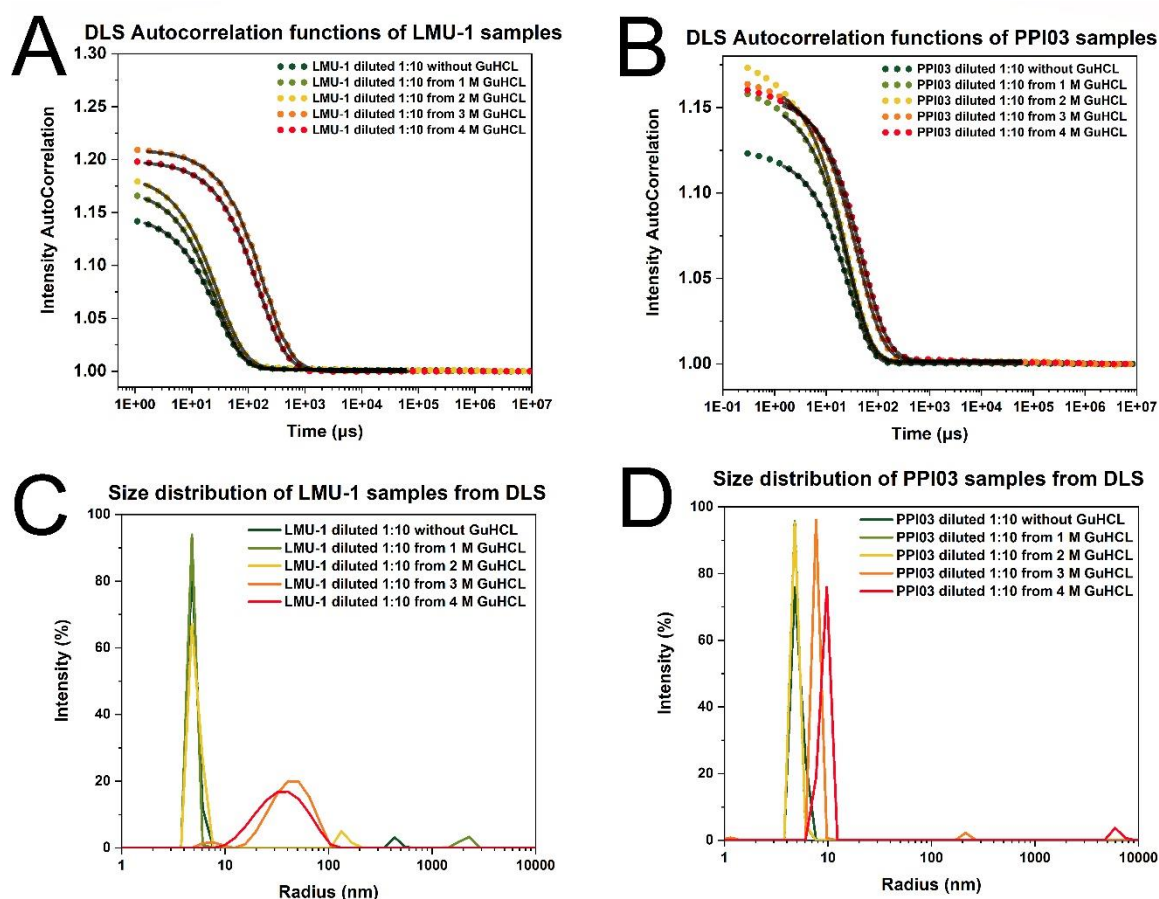 A
DLS Autocorrelation functions of LMU-1 samples
1.30
1.25
1.20
1.15
1.10
1.05
1.00
Intensity AutoCorrelation
LMU-1 diluted 1:10 without GuHCL
LMU-1 diluted 1:10 from 1 M GuHCL
LMU-1 diluted 1:10 from 2 M GuHCL
LMU-1 diluted 1:10 from 3 M GuHCL
LMU-1 diluted 1:10 from 4 M GuHCL
1E+00 1E+01 1E+02 1E+03 1E+04 1E+05 1E+06 1E+07
Time (µs)
B
DLS Autocorrelation functions of PPI03 samples
1.15
1.10
1.05
1.00
Intensity AutoCorrelation
PPI03 diluted 1:10 without GuHCL
PPI03 diluted 1:10 from 1 M GuHCL
PPI03 diluted 1:10 from 2 M GuHCL
PPI03 diluted 1:10 from 3 M GuHCL
PPI03 diluted 1:10 from 4 M GuHCL
1E-01 1E+00 1E+01 1E+02 1E+03 1E+04 1E+05 1E+06 1E+07
Time (µs)
C
Size distribution of LMU-1 samples from DLS
100
80
60
40
20
0
Intensity (%)
LMU-1 diluted 1:10 without GuHCL
LMU-1 diluted 1:10 from 1 M GuHCL
LMU-1 diluted 1:10 from 2 M GuHCL
LMU-1 diluted 1:10 from 3 M GuHCL
LMU-1 diluted 1:10 from 4 M GuHCL
1 10 100 1000 10000
Radius (nm)
D
Size distribution of PPI03 samples from DLS
100
80
60
40
20
0
Intensity (%)
PPI03 diluted 1:10 without GuHCL
PPI03 diluted 1:10 from 1 M GuHCL
PPI03 diluted 1:10 from 2 M GuHCL
PPI03 diluted 1:10 from 3 M GuHCL
PPI03 diluted 1:10 from 4 M GuHCL
1 10 100 1000 10000
Radius (nm)